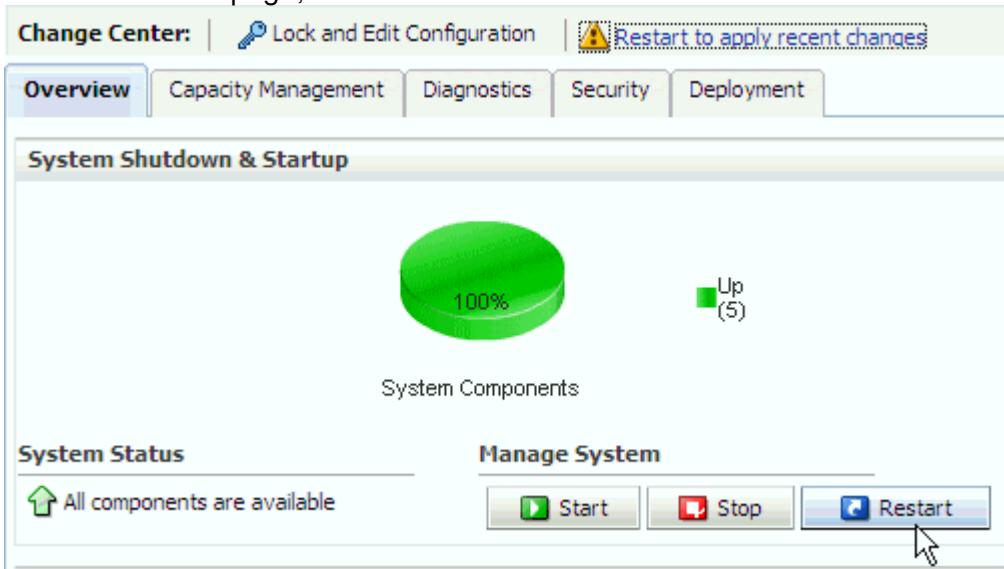 page,
Change Center: Lock and Edit Configuration Restart to apply recent changes
Overview Capacity Management Diagnostics Security Deployment
System Shutdown & Startup
100%
Up
(5)
System Components
System Status Manage System
All components are available Start Stop Restart